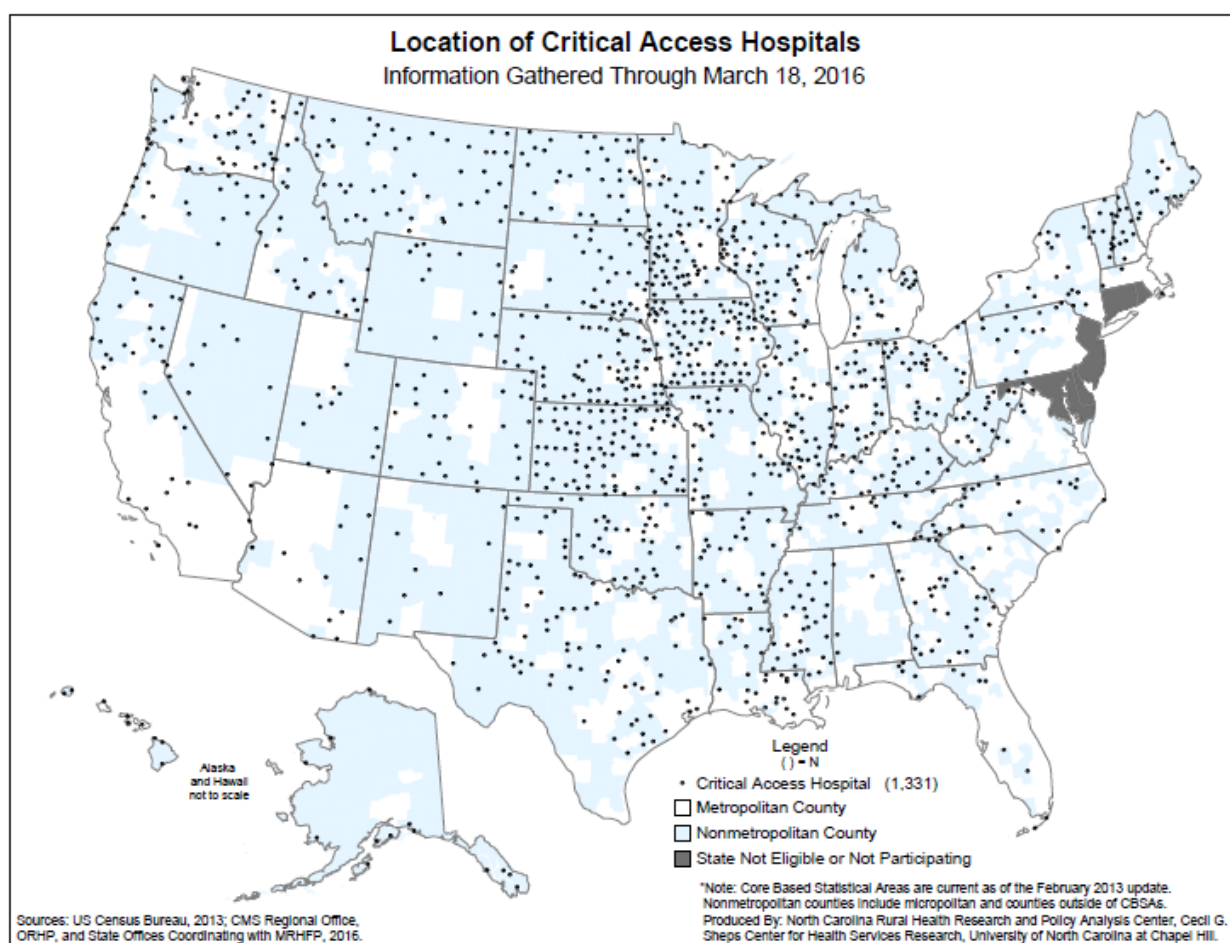 Location of Critical Access Hospitals
Information Gathered Through March 18, 2016
Alaska
and Hawaii
not to scale
Legend
( ) = N
Critical Access Hospital (1,331)
Metropolitan County
Nonmetropolitan County
State Not Eligible or Not Participating
*Note: Core Based Statistical Areas are current as of the February 2013 update.
Nonmetropolitan counties include micropolitan and counties outside of CBSAs.
Produced By: North Carolina Rural Health Research and Policy Analysis Center, Cecil G.
Sheps Center for Health Services Research, University of North Carolina at Chapel Hill.
Sources: US Census Bureau, 2013; CMS Regional Office,
ORHP, and State Offices Coordinating with MRHFP, 2016.